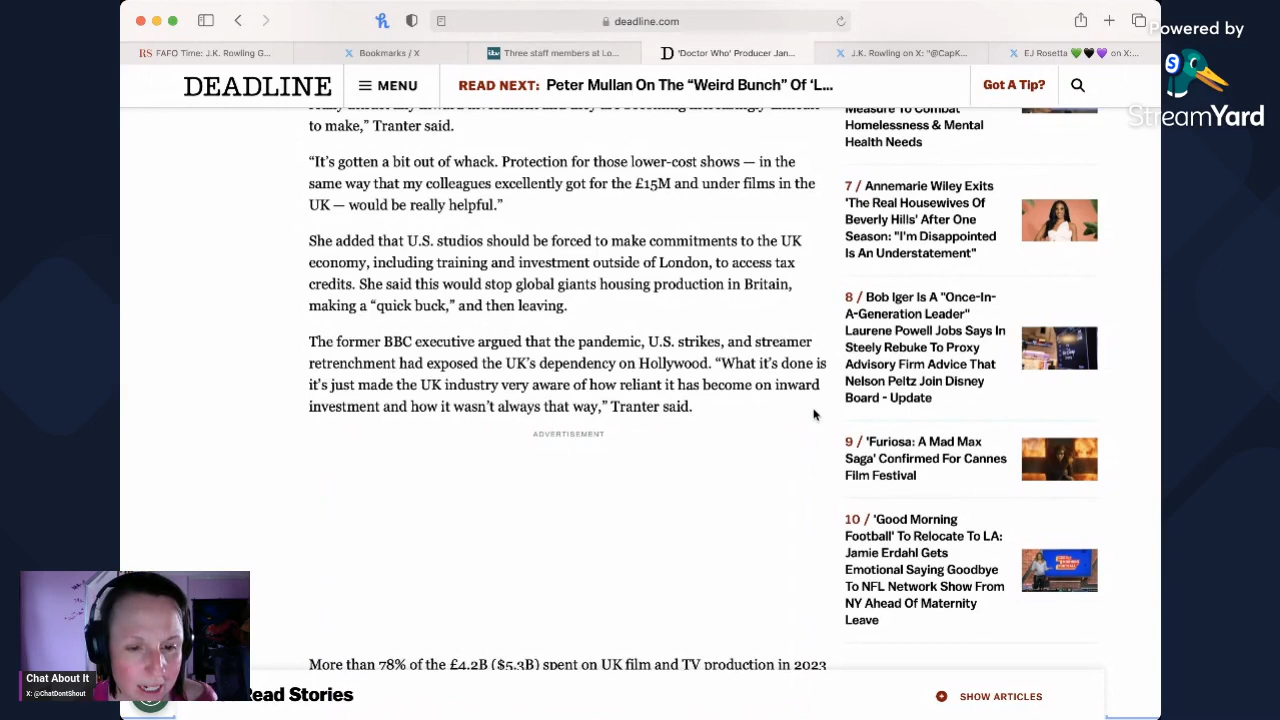 deadline.com
Powered by
StreamYard
RS FAFO Time: J.K. Rowling G...
X Bookmarks / X
itv Three staff members at Lo...
D 'Doctor Who' Producer Jan...
X J.K. Rowling on X: "@CapK...
X EJ Rosetta 💚🖤💜 on X:...
DEADLINE
MENU
READ NEXT: Peter Mullan On The “Weird Bunch” Of ‘L...
Got A Tip?
to make,” Tranter said.
“It’s gotten a bit out of whack. Protection for those lower-cost shows — in the
same way that my colleagues excellently got for the £15M and under films in the
UK — would be really helpful.”
She added that U.S. studios should be forced to make commitments to the UK
economy, including training and investment outside of London, to access tax
credits. She said this would stop global giants housing production in Britain,
making a “quick buck,” and then leaving.
The former BBC executive argued that the pandemic, U.S. strikes, and streamer
retrenchment had exposed the UK’s dependency on Hollywood. “What it’s done is
it’s just made the UK industry very aware of how reliant it has become on inward
investment and how it wasn’t always that way,” Tranter said.
ADVERTISEMENT
More than 78% of the £4.2B ($5.3B) spent on UK film and TV production in 2023
Measure To Combat
Homelessness & Mental
Health Needs
7 / Annemarie Wiley Exits
'The Real Housewives Of
Beverly Hills' After One
Season: "I'm Disappointed
Is An Understatement"
8 / Bob Iger Is A "Once-In-
A-Generation Leader"
Laurene Powell Jobs Says In
Steely Rebuke To Proxy
Advisory Firm Advice That
Nelson Peltz Join Disney
Board - Update
9 / 'Furiosa: A Mad Max
Saga' Confirmed For Cannes
Film Festival
10 / 'Good Morning
Football' To Relocate To LA:
Jamie Erdahl Gets
Emotional Saying Goodbye
To NFL Network Show From
NY Ahead Of Maternity
Leave
Read Stories
SHOW ARTICLES
Chat About It
X: @ChatDontShout